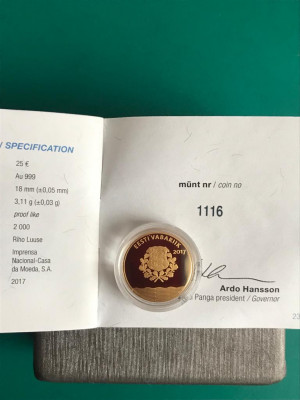 / SPECIFICATION
25 €
Au 999
18 mm (±0,05 mm)
3,11 g (±0,03 g)
proof like
2 000
Riho Luuse
Imprensa
Nacional-Casa
da Moeda, S.A.
2017
münt nr / coin no
1116
EESTI VABARIIK
2017
Ardo Hansson
Panga president / Governor
23